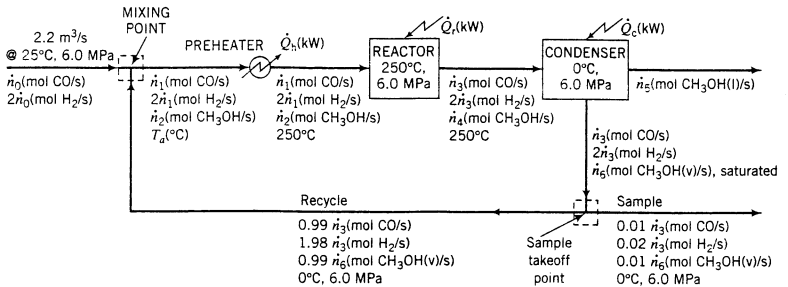 MIXING
POINT
2.2 m³/s
@ 25°C, 6.0 MPa
ṅ₀(mol CO/s)
2ṅ₀(mol H₂/s)
PREHEATER
Q̇ₕ(kW)
ṅ₁(mol CO/s)
2ṅ₁(mol H₂/s)
ṅ₂(mol CH₃OH/s)
Tₐ(°C)
ṅ₁(mol CO/s)
2ṅ₁(mol H₂/s)
ṅ₂(mol CH₃OH/s)
250°C
Q̇ᵣ(kW)
REACTOR
250°C,
6.0 MPa
ṅ₃(mol CO/s)
2ṅ₃(mol H₂/s)
ṅ₄(mol CH₃OH/s)
250°C
Q̇c(kW)
CONDENSER
0°C,
6.0 MPa
ṅ₅(mol CH₃OH(l)/s)
ṅ₃(mol CO/s)
2ṅ₃(mol H₂/s)
ṅ₆(mol CH₃OH(v)/s), saturated
Recycle
0.99 ṅ₃(mol CO/s)
1.98 ṅ₃(mol H₂/s)
0.99 ṅ₆(mol CH₃OH(v)/s)
0°C, 6.0 MPa
Sample
takeoff
point
Sample
0.01 ṅ₃(mol CO/s)
0.02 ṅ₃(mol H₂/s)
0.01 ṅ₆(mol CH₃OH(v)/s)
0°C, 6.0 MPa